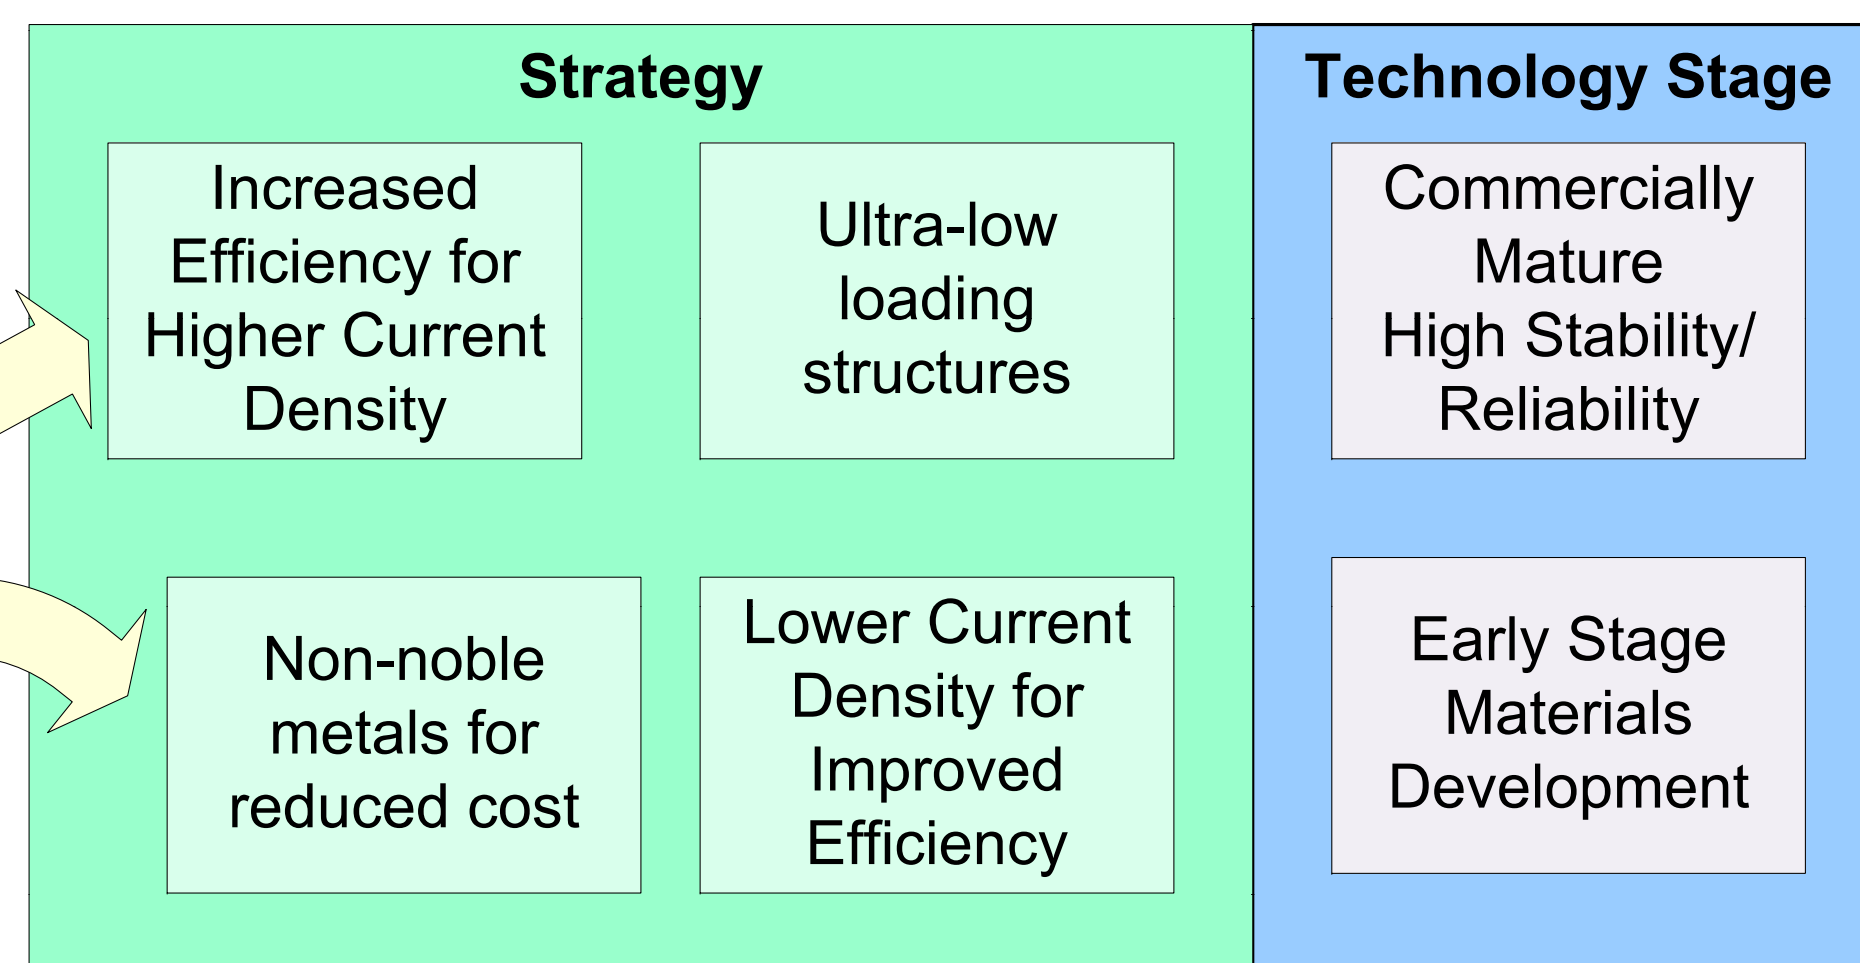 Strategy
Technology Stage
Increased
Efficiency for
Higher Current
Density
Ultra-low
loading
structures
Commercially
Mature
High Stability/
Reliability
Non-noble
metals for
reduced cost
Lower Current
Density for
Improved
Efficiency
Early Stage
Materials
Development